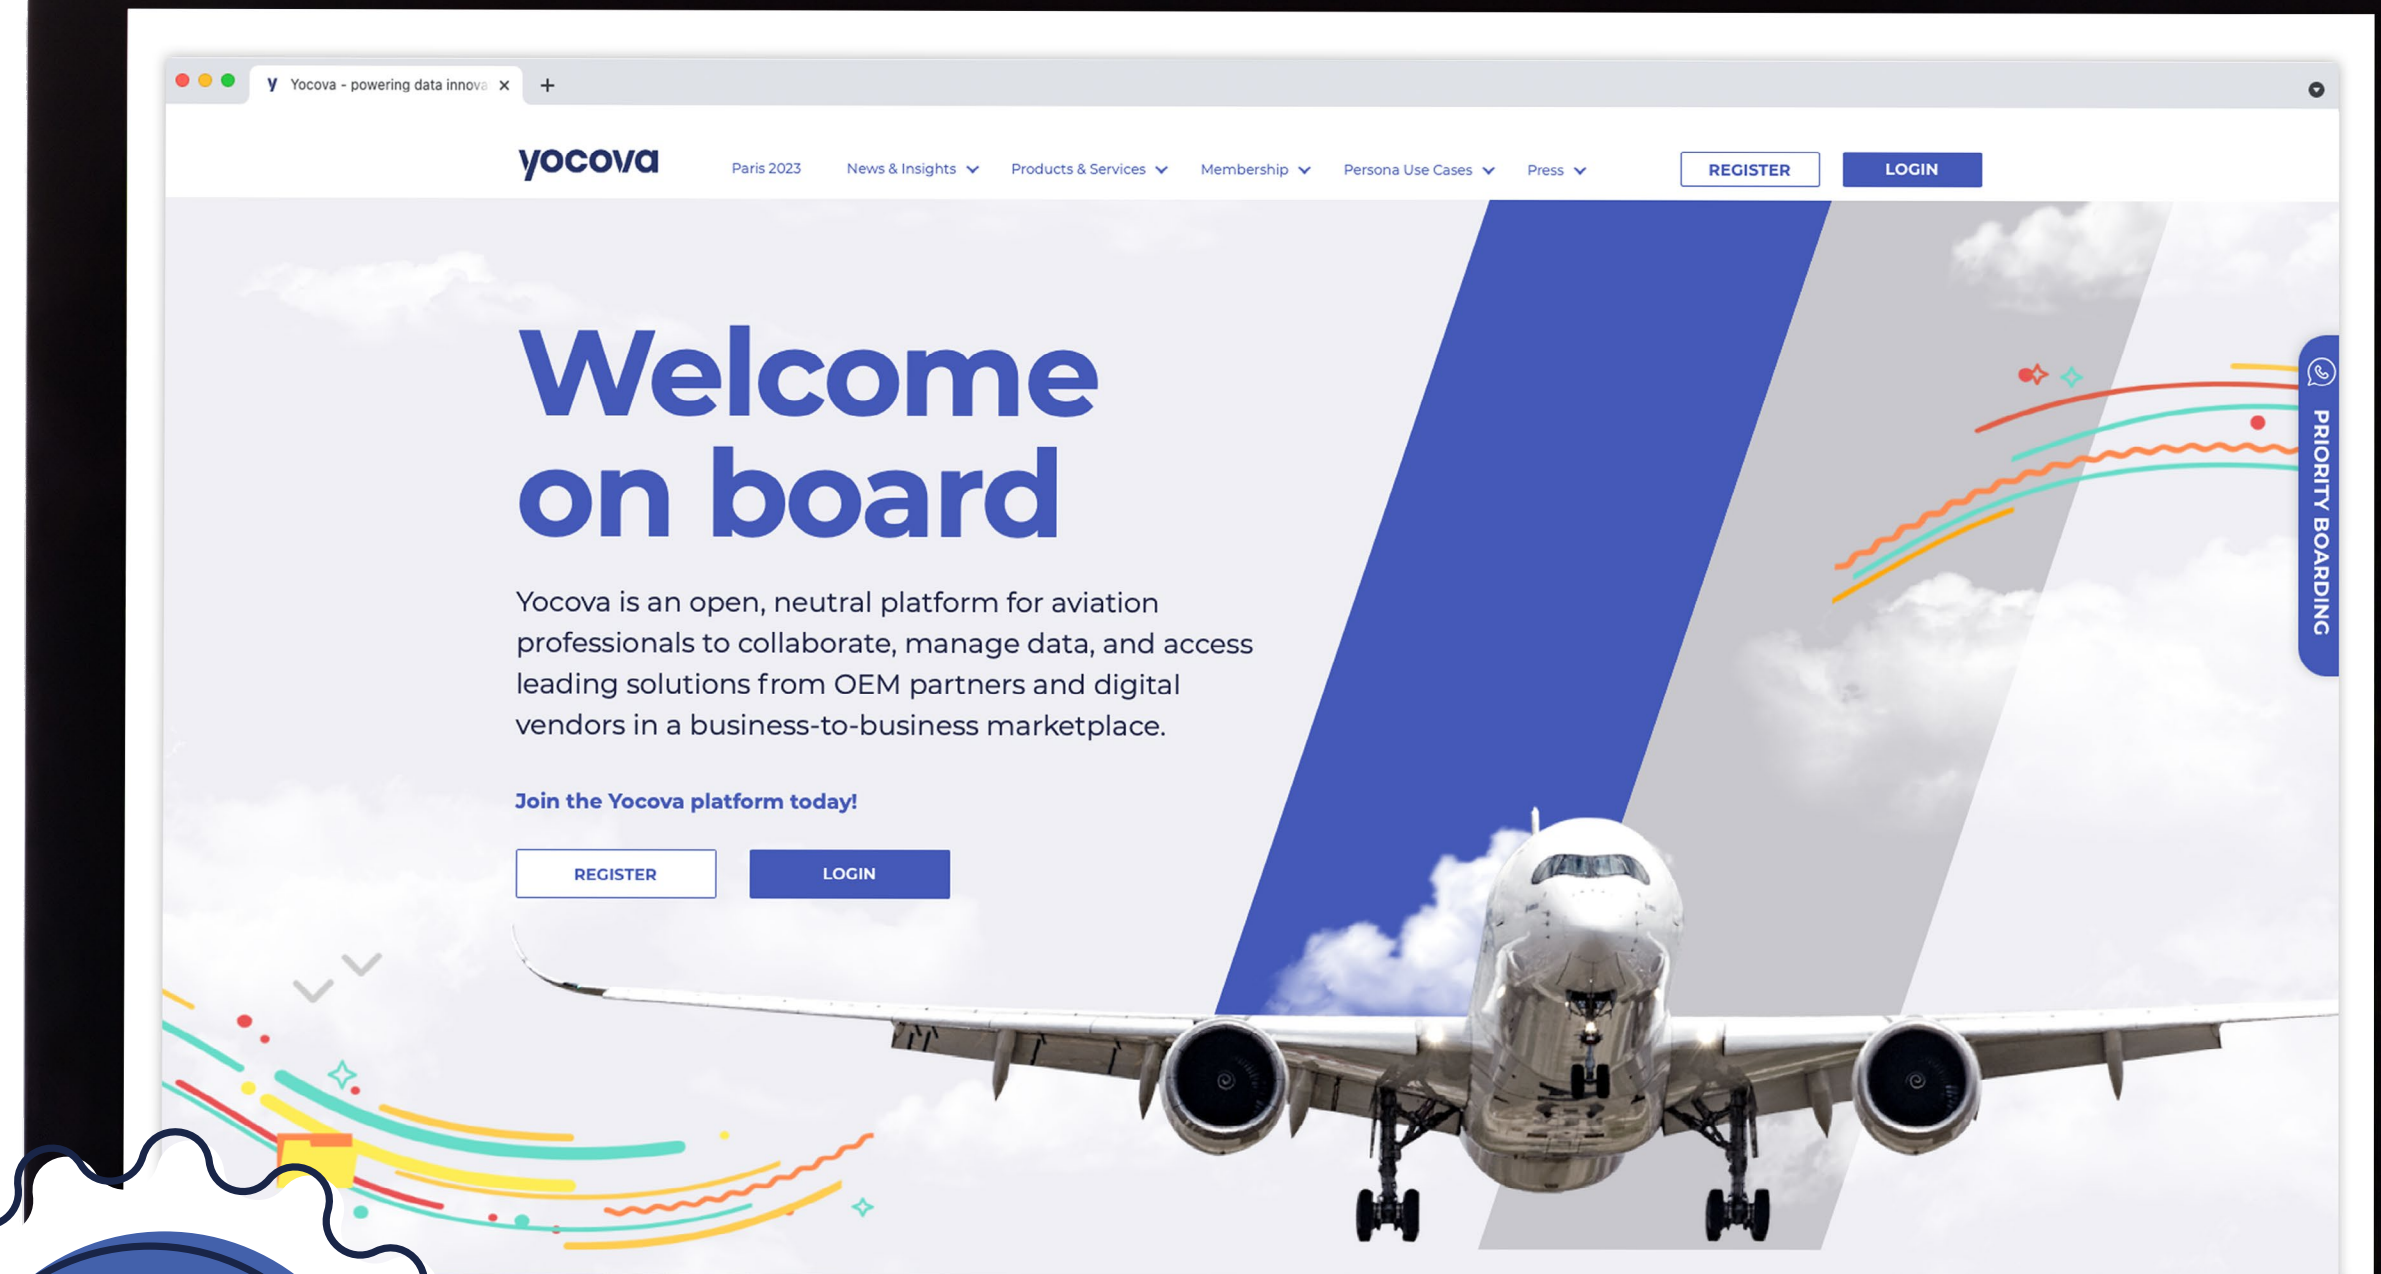 y Yocova - powering data innova
yocova
Paris 2023
News & Insights
Products & Services
Membership
Persona Use Cases
Press
REGISTER
LOGIN
Welcome
on board
Yocova is an open, neutral platform for aviation
professionals to collaborate, manage data, and access
leading solutions from OEM partners and digital
vendors in a business-to-business marketplace.
Join the Yocova platform today!
REGISTER
LOGIN
PRIORITY BOARDING